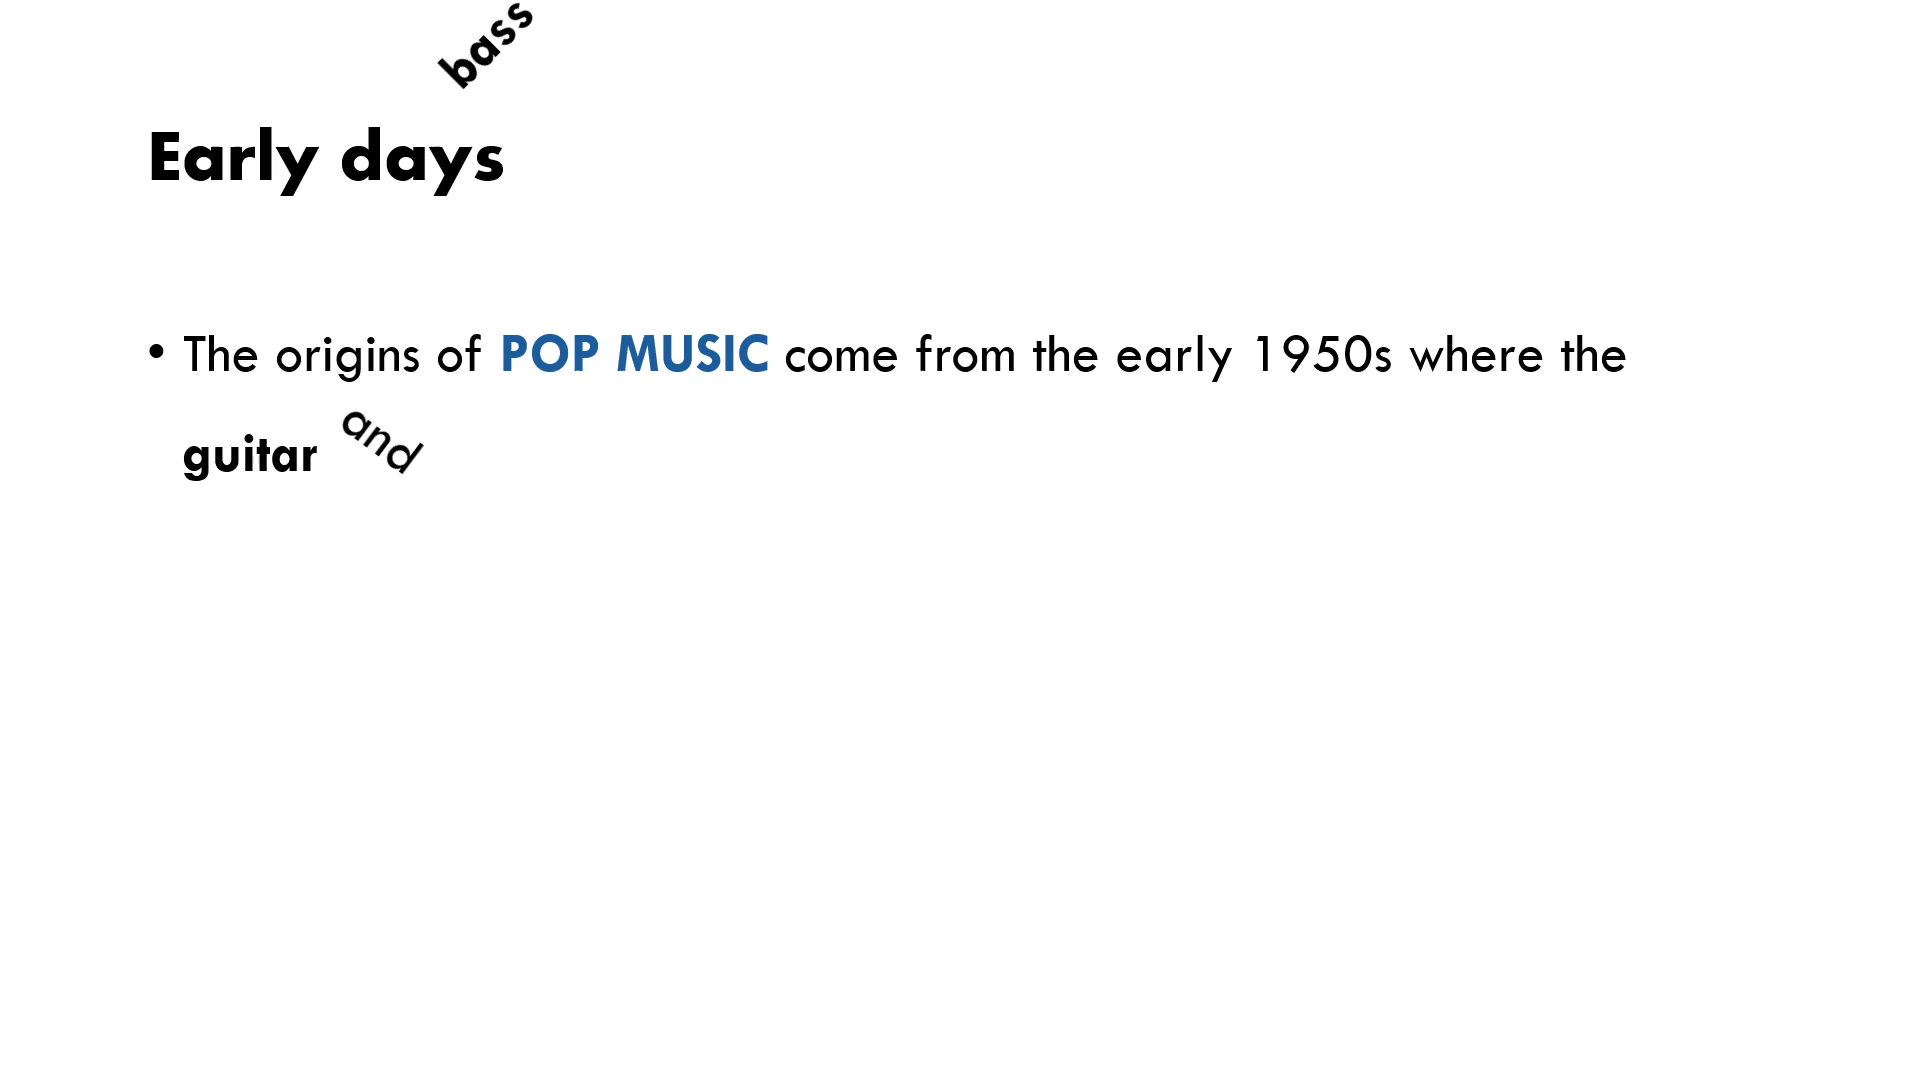 bass
Early days
• The origins of POP MUSIC come from the early 1950s where the
guitar and